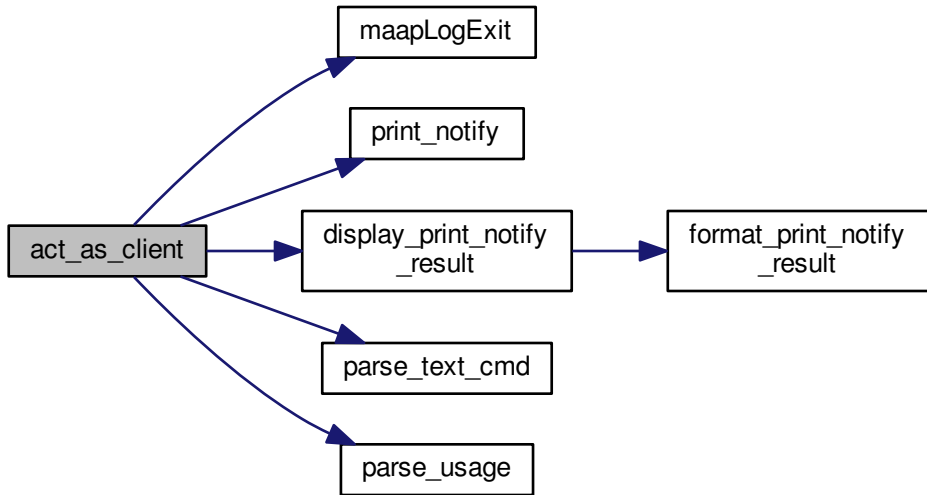 maapLogExit
print_notify
act_as_client
display_print_notify
_result
format_print_notify
_result
parse_text_cmd
parse_usage